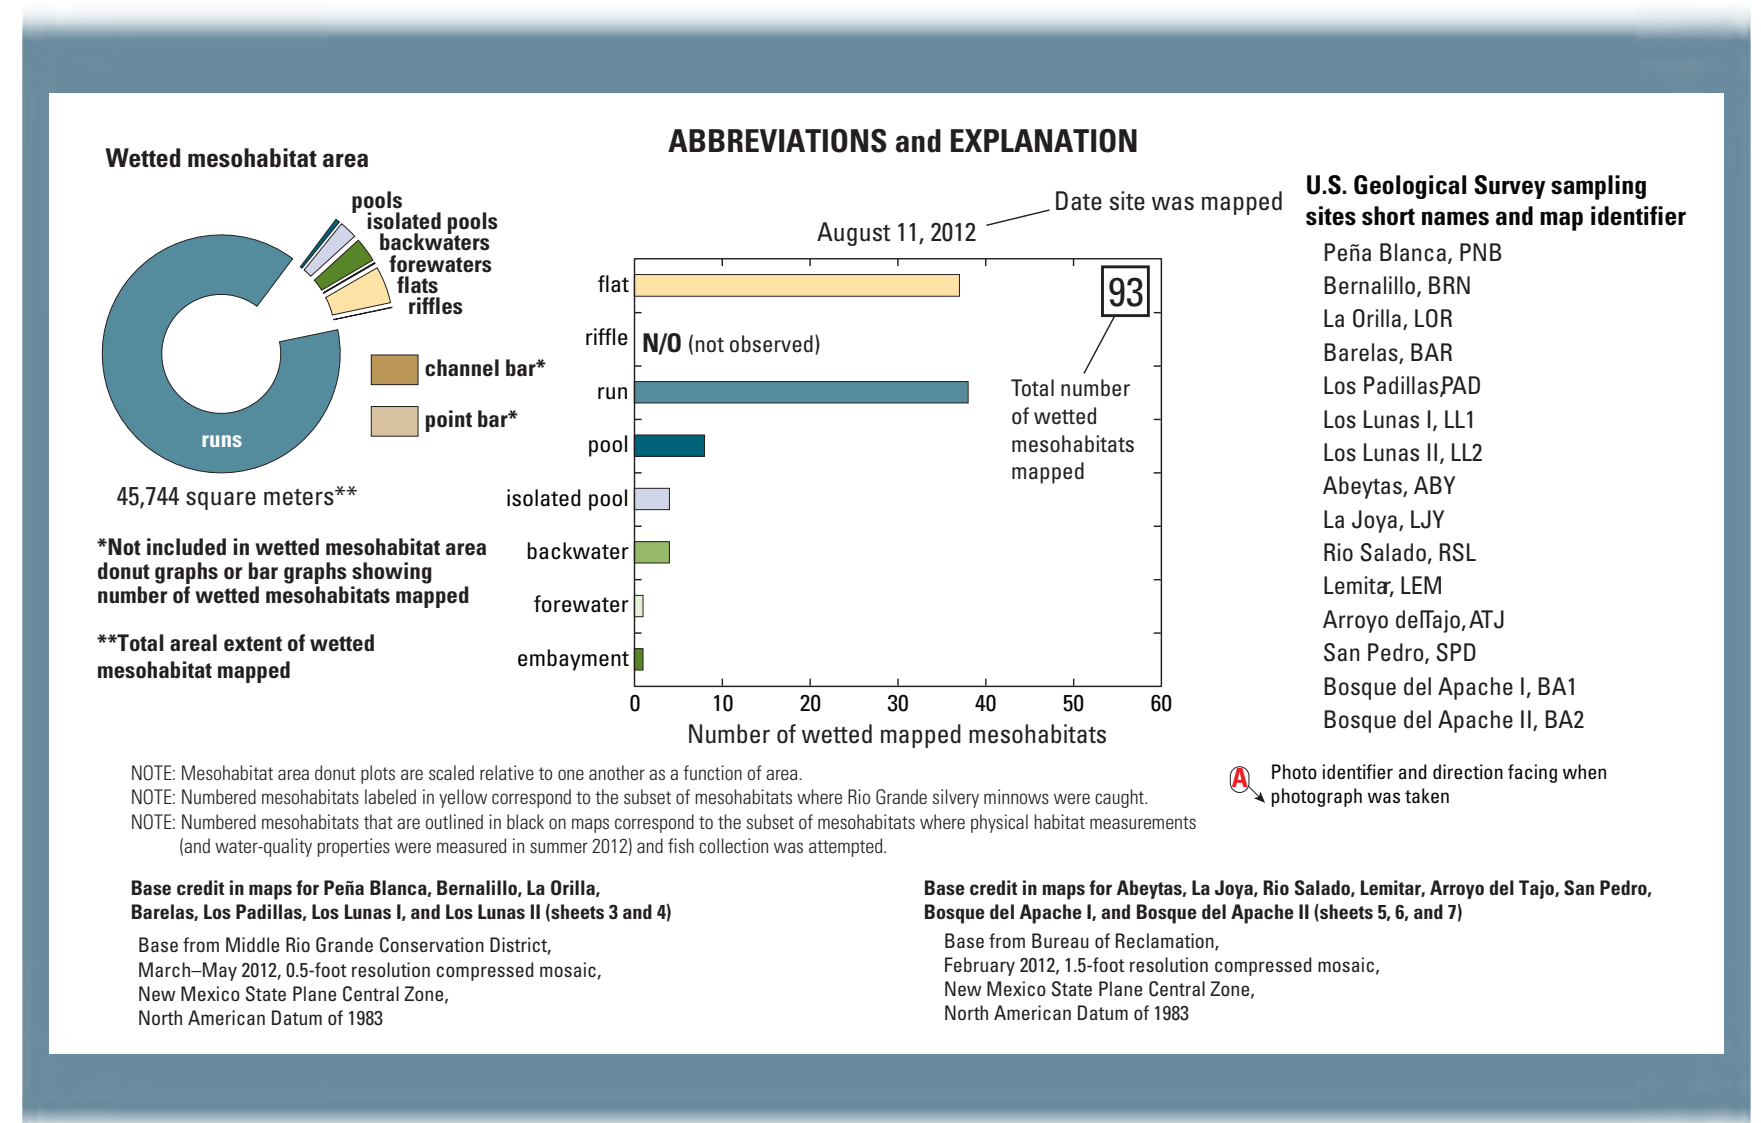 ABBREVIATIONS and EXPLANATION
Wetted mesohabitat area
pools
isolated pools
backwaters
forewaters
flats
riffles
runs
channel bar*
point bar*
45,744 square meters**
*Not included in wetted mesohabitat area
donut graphs or bar graphs showing
number of wetted mesohabitats mapped
**Total areal extent of wetted
mesohabitat mapped
Date site was mapped
August 11, 2012
flat
riffle
run
pool
isolated pool
backwater
forewater
embayment
N/O (not observed)
93
Total number
of wetted
mesohabitats
mapped
0 10 20 30 40 50 60
Number of wetted mapped mesohabitats
U.S. Geological Survey sampling
sites short names and map identifier
Peña Blanca, PNB
Bernalillo, BRN
La Orilla, LOR
Barelas, BAR
Los Padillas,PAD
Los Lunas I, LL1
Los Lunas II, LL2
Abeytas, ABY
La Joya, LJY
Rio Salado, RSL
Lemitar, LEM
Arroyo delTajo, ATJ
San Pedro, SPD
Bosque del Apache I, BA1
Bosque del Apache II, BA2
A
Photo identifier and direction facing when
photograph was taken
NOTE: Mesohabitat area donut plots are scaled relative to one another as a function of area.
NOTE: Numbered mesohabitats labeled in yellow correspond to the subset of mesohabitats where Rio Grande silvery minnows were caught.
NOTE: Numbered mesohabitats that are outlined in black on maps correspond to the subset of mesohabitats where physical habitat measurements
(and water-quality properties were measured in summer 2012) and fish collection was attempted.
Base credit in maps for Peña Blanca, Bernalillo, La Orilla,
Barelas, Los Padillas, Los Lunas I, and Los Lunas II (sheets 3 and 4)
Base from Middle Rio Grande Conservation District,
March–May 2012, 0.5-foot resolution compressed mosaic,
New Mexico State Plane Central Zone,
North American Datum of 1983
Base credit in maps for Abeytas, La Joya, Rio Salado, Lemitar, Arroyo del Tajo, San Pedro,
Bosque del Apache I, and Bosque del Apache II (sheets 5, 6, and 7)
Base from Bureau of Reclamation,
February 2012, 1.5-foot resolution compressed mosaic,
New Mexico State Plane Central Zone,
North American Datum of 1983